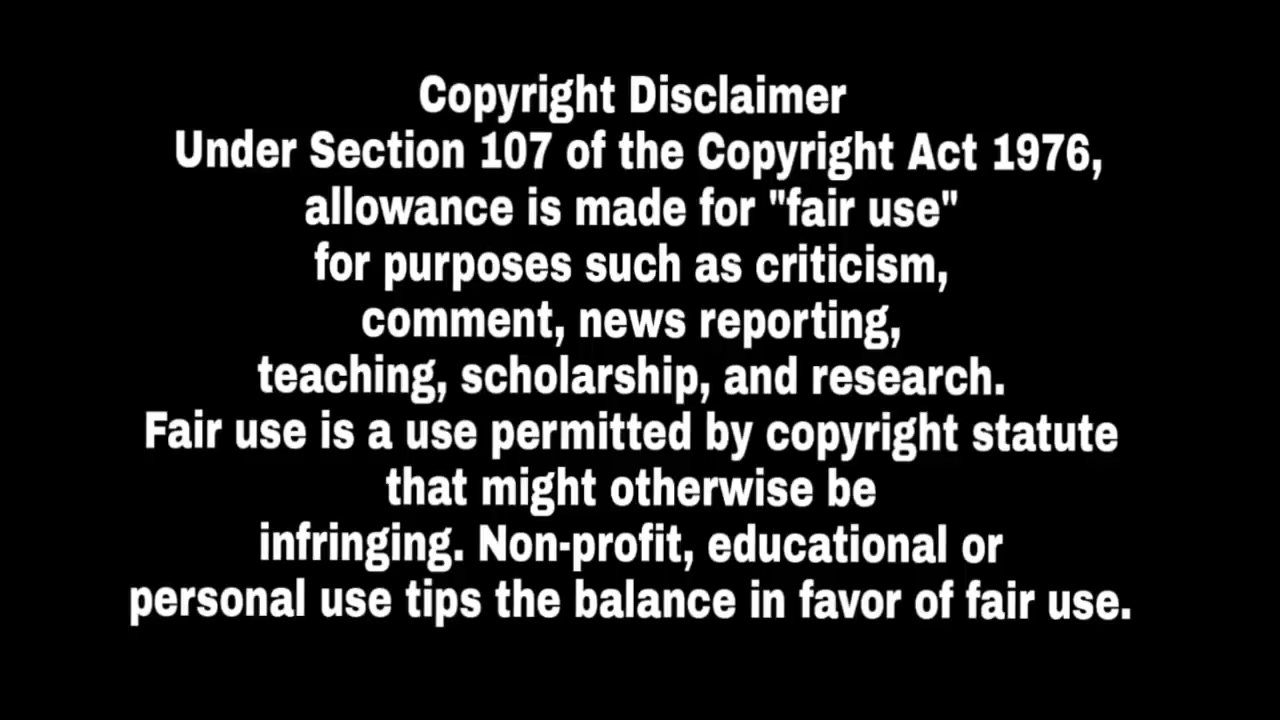 Copyright Disclaimer
Under Section 107 of the Copyright Act 1976,
allowance is made for "fair use"
for purposes such as criticism,
comment, news reporting,
teaching, scholarship, and research.
Fair use is a use permitted by copyright statute
that might otherwise be
infringing. Non-profit, educational or
personal use tips the balance in favor of fair use.